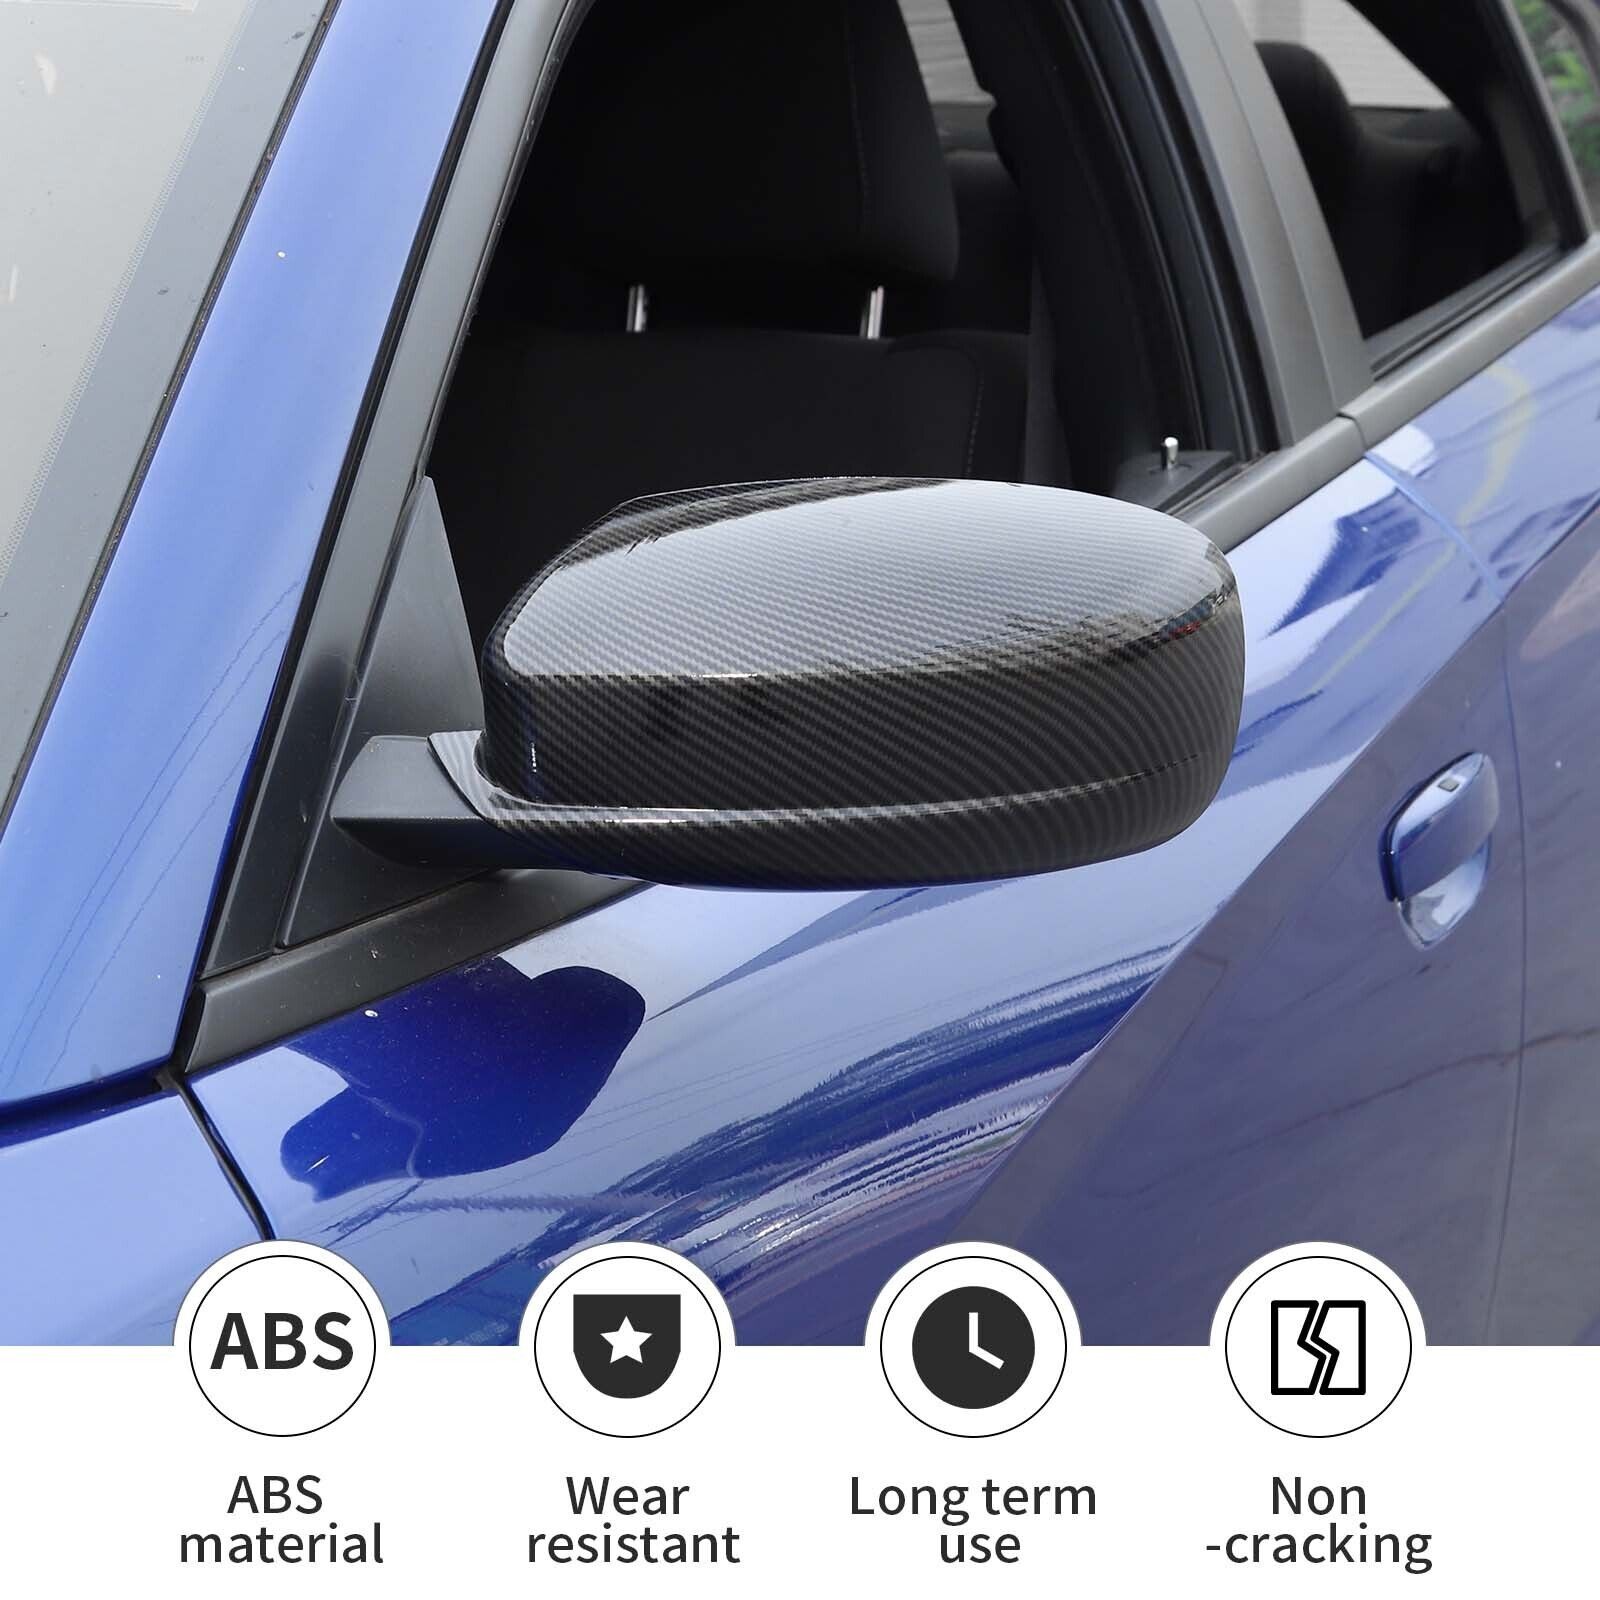 ABS
ABS
material
Wear
resistant
Long term
use
Non
-cracking